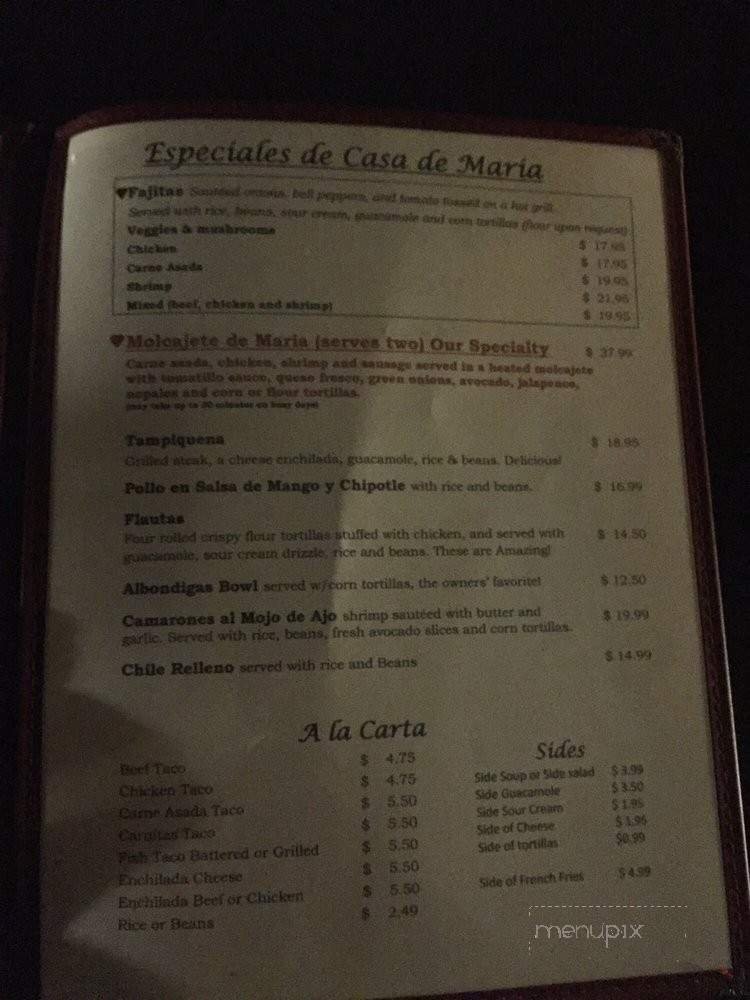 Especiales de Casa de Maria
♥Fajitas Sautéed onions, bell peppers, and tomato tossed on a hot grill.
Served with rice, beans, sour cream, guacamole and corn tortillas (flour upon request)
Veggies & mushrooms $ 17.95
Chicken $ 17.95
Carne Asada $ 19.95
Shrimp $ 21.95
Mixed (beef, chicken and shrimp) $ 19.95
♥Molcajete de Maria (serves two) Our Specialty $ 37.99
Carne asada, chicken, shrimp and sausage served in a heated molcajete
with tomatillo sauce, queso fresco, green onions, avocado, jalapenos,
nopales and corn or flour tortillas.
(may take up to 30 minutes on busy days)
Tampiquena $ 18.95
Grilled steak, a cheese enchilada, guacamole, rice & beans. Delicious!
Pollo en Salsa de Mango y Chipotle with rice and beans. $ 16.99
Flautas
Four rolled crispy flour tortillas stuffed with chicken, and served with $ 14.50
guacamole, sour cream drizzle, rice and beans. These are Amazing!
Albondigas Bowl served w/corn tortillas, the owners' favorite! $ 12.50
Camarones al Mojo de Ajo shrimp sautéed with butter and $ 19.99
garlic. Served with rice, beans, fresh avocado slices and corn tortillas.
Chile Relleno served with rice and Beans $ 14.99
A la Carta
Beef Taco $ 4.75
Chicken Taco $ 4.75
Carne Asada Taco $ 5.50
Carnitas Taco $ 5.50
Fish Taco Battered or Grilled $ 5.50
Enchilada Cheese $ 5.50
Enchilada Beef or Chicken $ 5.50
Rice or Beans $ 2.49
Sides
Side Soup or Side salad $ 3.99
Side Guacamole $ 3.50
Side Sour Cream $ 1.95
Side of Cheese $ 1.95
Side of tortillas $0.99
Side of French Fries $ 4.99
menupix